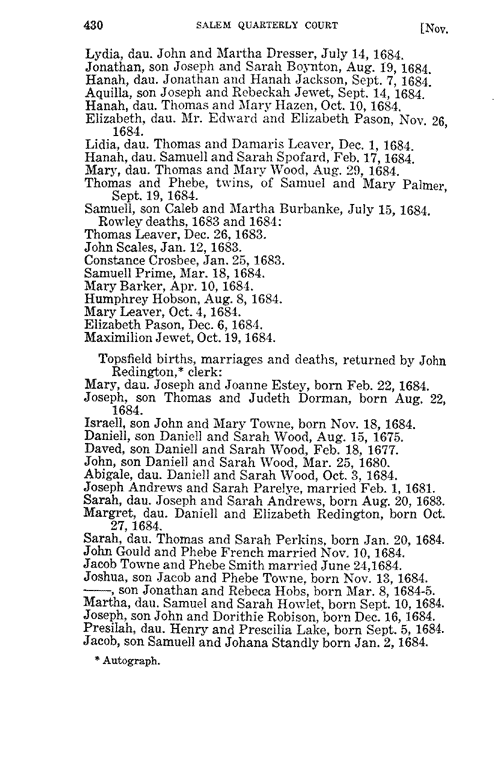 430 SALEM QUARTERLY COURT [Nov.
Lydia, dau. John and Martha Dresser, July 14, 1684.
Jonathan, son Joseph and Sarah Boynton, Aug. 19, 1684.
Hanah, dau. Jonathan and Hanah Jackson, Sept. 7, 1684.
Aquilla, son Joseph and Rebeckah Jewet, Sept. 14, 1684.
Hanah, dau. Thomas and Mary Hazen, Oct. 10, 1684.
Elizabeth, dau. Mr. Edward and Elizabeth Pason, Nov. 26,
1684.
Lidia, dau. Thomas and Damaris Leaver, Dec. 1, 1684.
Hanah, dau. Samuell and Sarah Spofard, Feb. 17, 1684.
Mary, dau. Thomas and Mary Wood, Aug. 29, 1684.
Thomas and Phebe, twins, of Samuel and Mary Palmer,
Sept. 19, 1684.
Samuell, son Caleb and Martha Burbanke, July 15, 1684.
Rowley deaths, 1683 and 1684:
Thomas Leaver, Dec. 26, 1683.
John Scales, Jan. 12, 1683.
Constance Crosbee, Jan. 25, 1683.
Samuell Prime, Mar. 18, 1684.
Mary Barker, Apr. 10, 1684.
Humphrey Hobson, Aug. 8, 1684.
Mary Leaver, Oct. 4, 1684.
Elizabeth Pason, Dec. 6, 1684.
Maximilion Jewet, Oct. 19, 1684.
Topsfield births, marriages and deaths, returned by John
Redington,* clerk:
Mary, dau. Joseph and Joanne Estey, born Feb. 22, 1684.
Joseph, son Thomas and Judeth Dorman, born Aug. 22,
1684.
Israell, son John and Mary Towne, born Nov. 18, 1684.
Daniell, son Daniell and Sarah Wood, Aug. 15, 1675.
Daved, son Daniell and Sarah Wood, Feb. 18, 1677.
John, son Daniell and Sarah Wood, Mar. 25, 1680.
Abigale, dau. Daniell and Sarah Wood, Oct. 3, 1684.
Joseph Andrews and Sarah Parelye, married Feb. 1, 1681.
Sarah, dau. Joseph and Sarah Andrews, born Aug. 20, 1683.
Margret, dau. Daniell and Elizabeth Redington, born Oct.
27, 1684.
Sarah, dau. Thomas and Sarah Perkins, born Jan. 20, 1684.
John Gould and Phebe French married Nov. 10, 1684.
Jacob Towne and Phebe Smith married June 24,1684.
Joshua, son Jacob and Phebe Towne, born Nov. 13, 1684.
——, son Jonathan and Rebeca Hobs, born Mar. 8, 1684-5.
Martha, dau. Samuel and Sarah Howlet, born Sept. 10, 1684.
Joseph, son John and Dorithie Robison, born Dec. 16, 1684.
Presilah, dau. Henry and Prescilia Lake, born Sept. 5, 1684.
Jacob, son Samuell and Johana Standly born Jan. 2, 1684.
* Autograph.